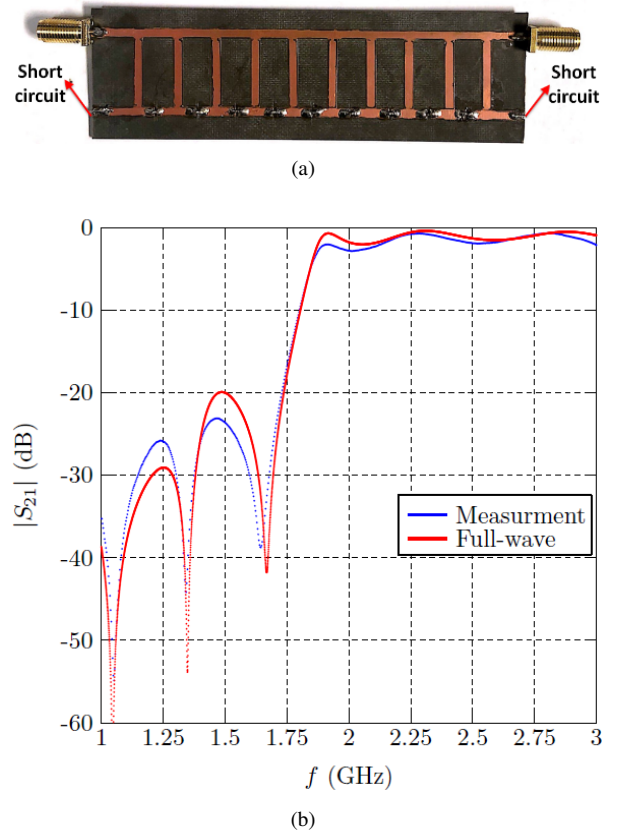 Short circuit
Short circuit
(a)
0
-10
-20
-30
-40
-50
-60
|S21| (dB)
Measurment
Full-wave
1 1.25 1.5 1.75 2 2.25 2.5 2.75 3
f (GHz)
(b)